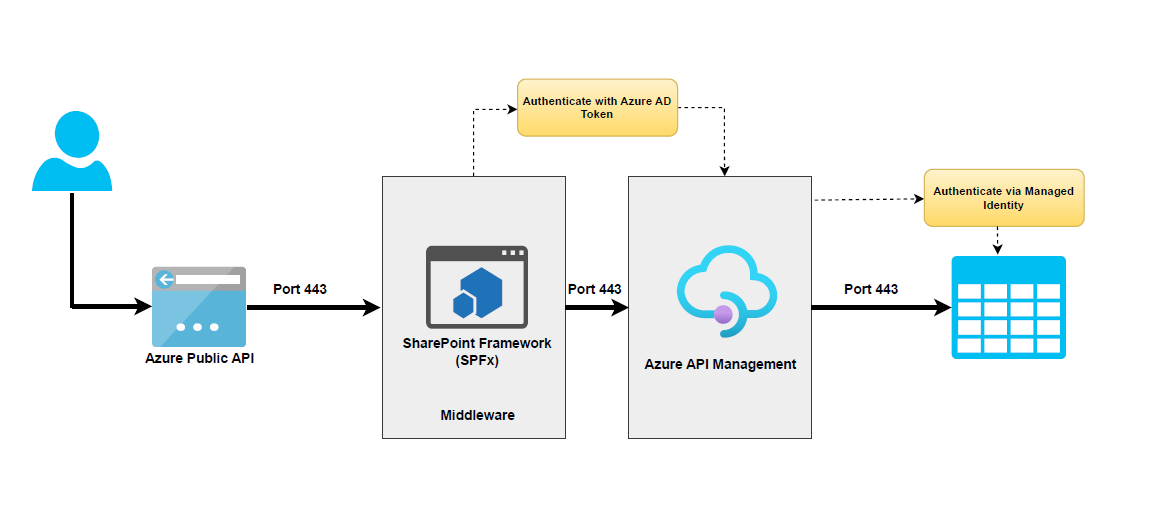 Authenticate with Azure AD
Token
Authenticate via Managed
Identity
Port 443
Port 443
Port 443
SharePoint Framework
(SPFx)
Azure Public API
Azure API Management
Middleware